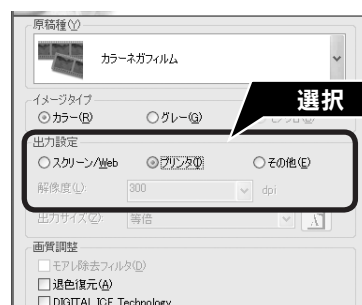 原稿種(Y)
カラーネガフィルム
イメージタイプ
選択
カラー(R) グレー(G)
出力設定
スクリーン/Web プリンタ(I) その他(E)
解像度(L): 300 dpi
出力サイズ(Z): 等倍
画質調整
モアレ除去フィルタ(D)
退色復元(A)
DIGITAL ICE Technology